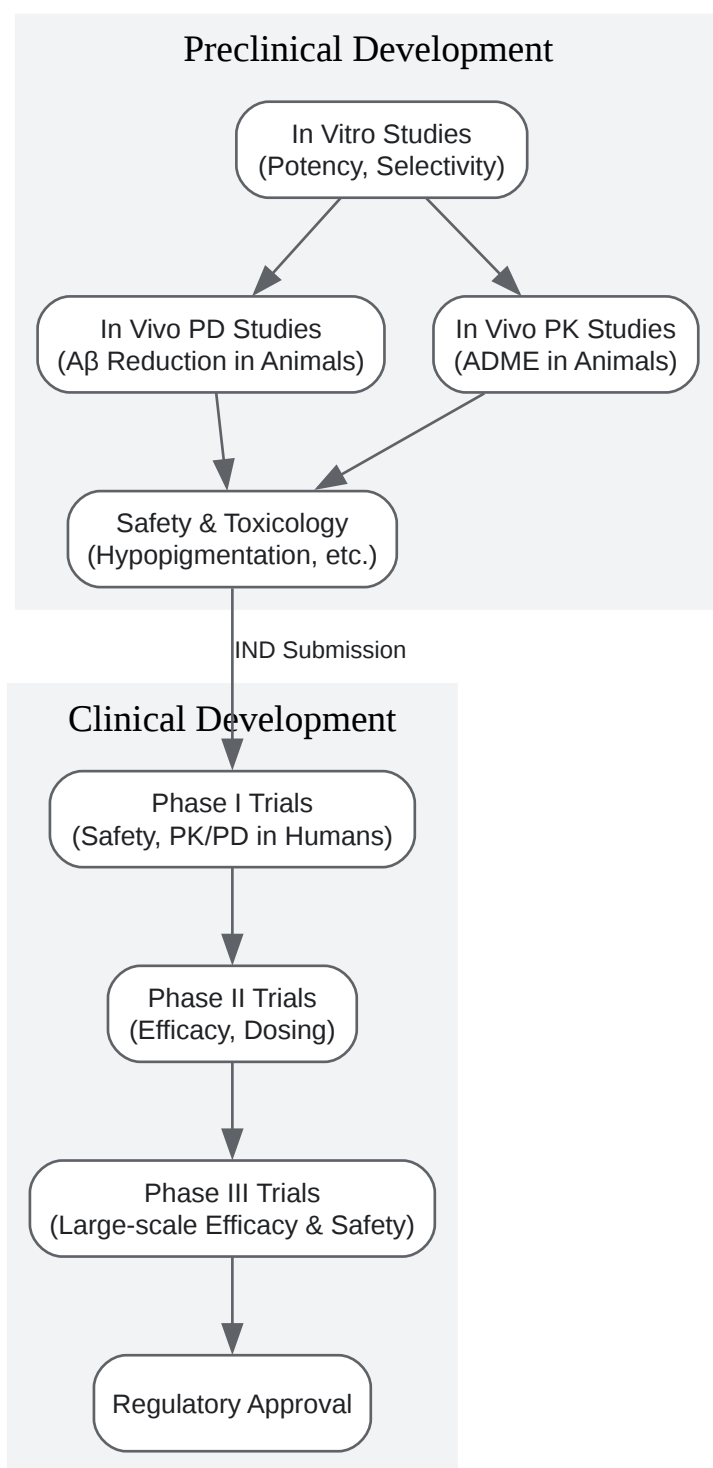 Preclinical Development
In Vitro Studies
(Potency, Selectivity)
In Vivo PD Studies
(Aβ Reduction in Animals)
In Vivo PK Studies
(ADME in Animals)
Safety & Toxicology
(Hypopigmentation, etc.)
IND Submission
Clinical Development
Phase I Trials
(Safety, PK/PD in Humans)
Phase II Trials
(Efficacy, Dosing)
Phase III Trials
(Large-scale Efficacy & Safety)
Regulatory Approval